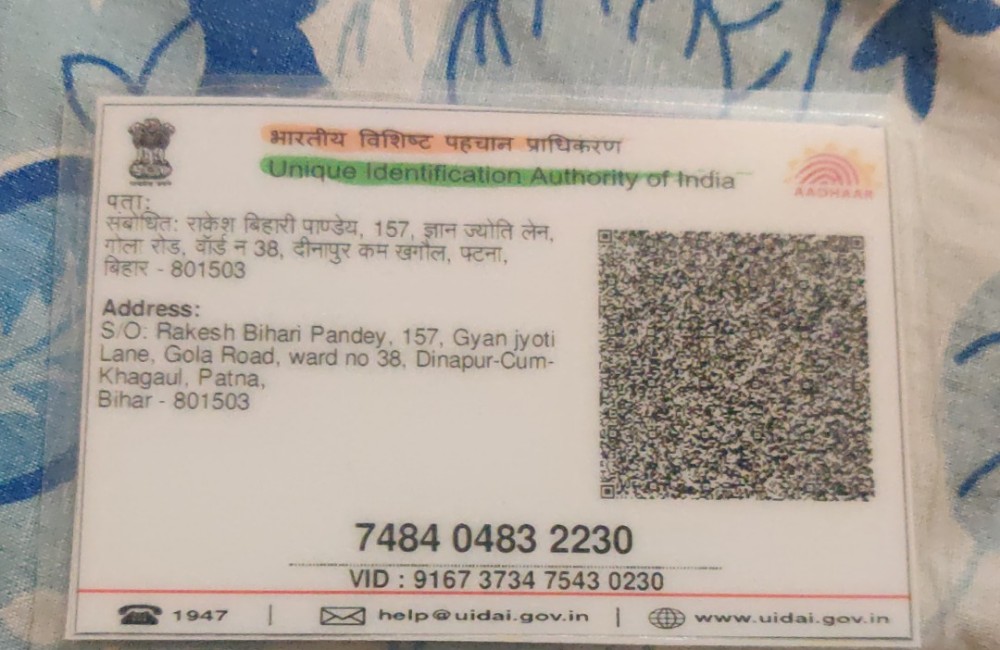 भारतीय विशिष्ट पहचान प्राधिकरण
Unique Identification Authority of India
AADHAAR
पता:
संबोधित: राकेश बिहारी पाण्डेय, 157, ज्ञान ज्योति लेन,
गोला रोड, वॉर्ड न 38, दीनापुर कम खगौल, पटना,
बिहार - 801503
Address:
S/O: Rakesh Bihari Pandey, 157, Gyan jyoti
Lane, Gola Road, ward no 38, Dinapur-Cum-
Khagaul, Patna,
Bihar - 801503
7484 0483 2230
VID : 9167 3734 7543 0230
1947 | help@uidai.gov.in | www.uidai.gov.in